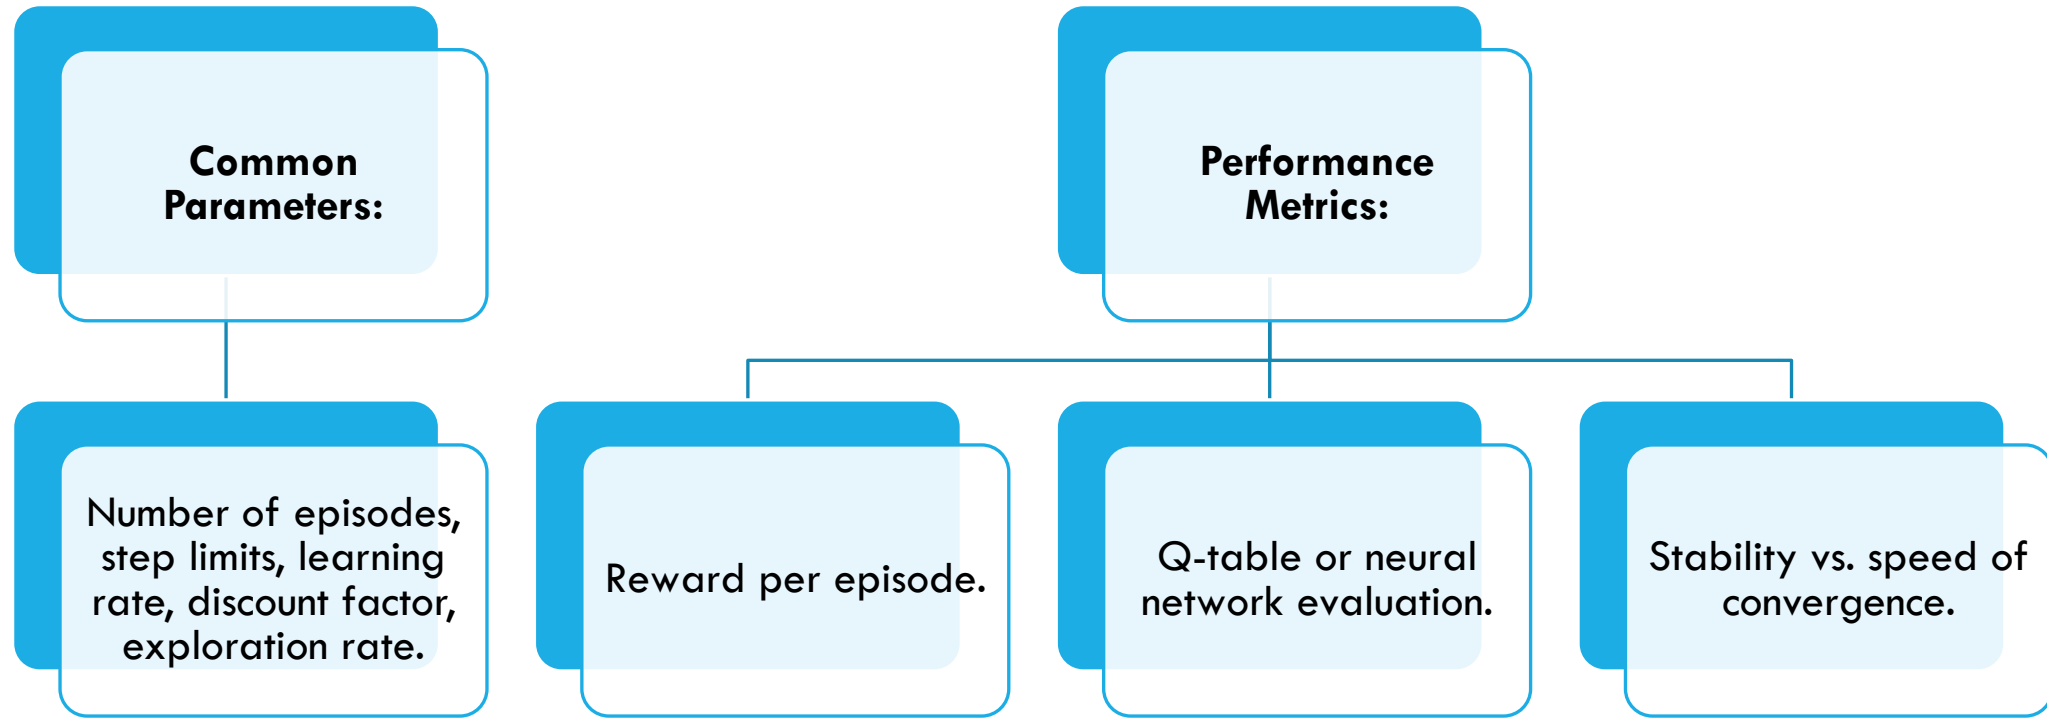 Common
Parameters:
Number of episodes,
step limits, learning
rate, discount factor,
exploration rate.
Performance
Metrics:
Reward per episode.
Q-table or neural
network evaluation.
Stability vs. speed of
convergence.